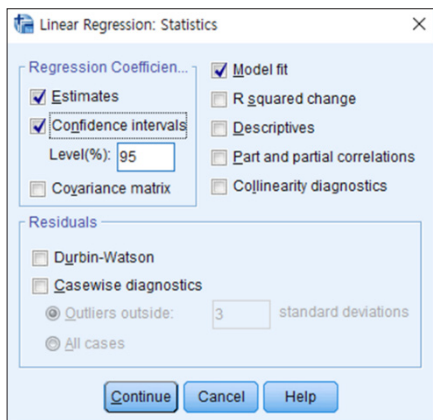 Linear Regression: Statistics
Regression Coefficien...
Estimates
Confidence intervals
Level(%): 95
Covariance matrix
Model fit
R squared change
Descriptives
Part and partial correlations
Collinearity diagnostics
Residuals
Durbin-Watson
Casewise diagnostics
Outliers outside: 3 standard deviations
All cases
Continue Cancel Help